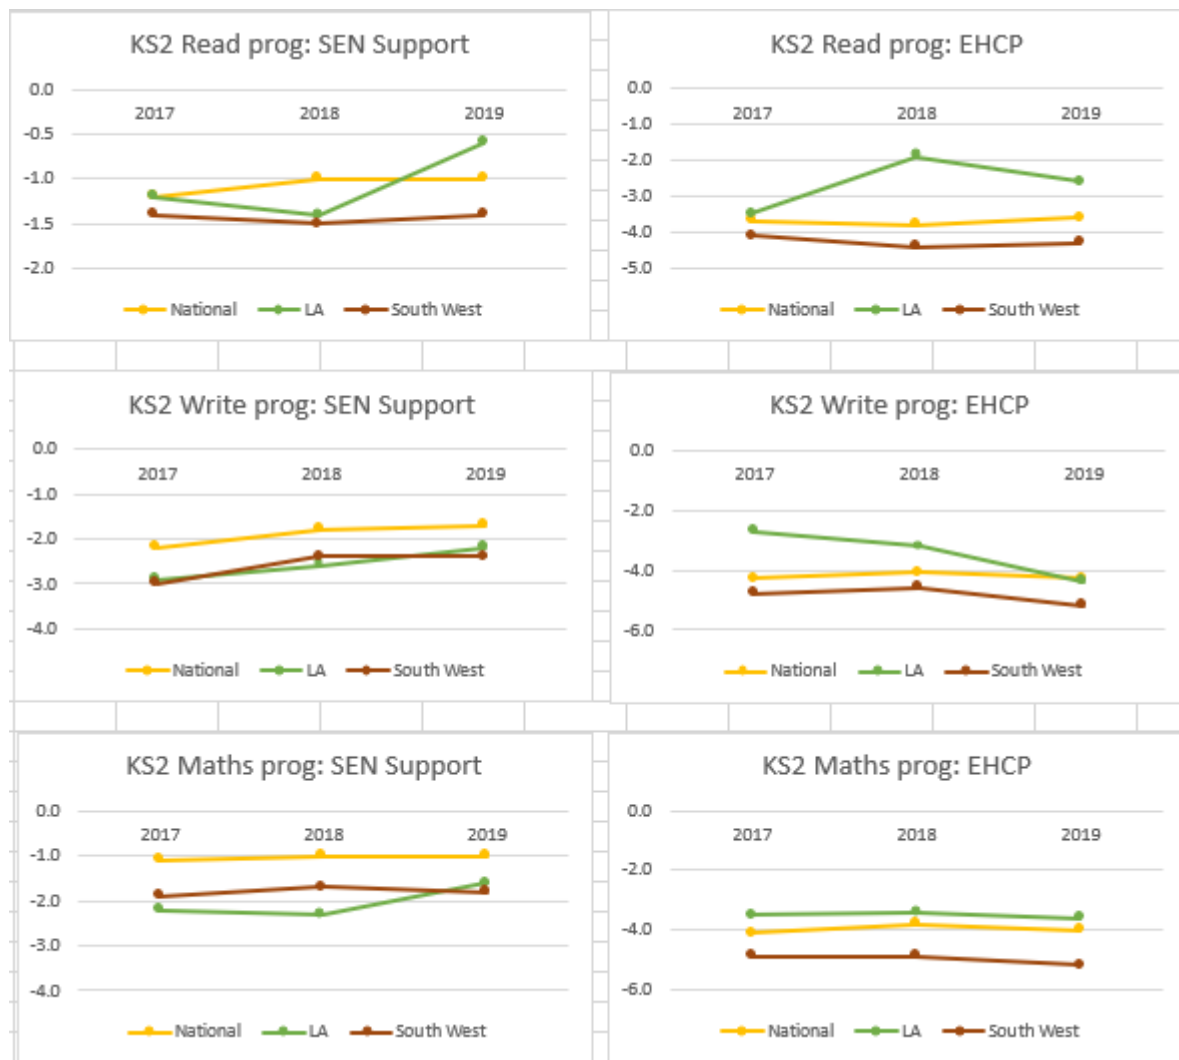 KS2 Read prog: SEN Support
0.0
2017 2018 2019
-0.5
-1.0
-1.5
-2.0
National LA South West
KS2 Read prog: EHCP
0.0
2017 2018 2019
-1.0
-2.0
-3.0
-4.0
-5.0
National LA South West
KS2 Write prog: SEN Support
0.0
2017 2018 2019
-1.0
-2.0
-3.0
-4.0
National LA South West
KS2 Write prog: EHCP
0.0
2017 2018 2019
-2.0
-4.0
-6.0
National LA South West
KS2 Maths prog: SEN Support
0.0
2017 2018 2019
-1.0
-2.0
-3.0
-4.0
National LA South West
KS2 Maths prog: EHCP
0.0
2017 2018 2019
-2.0
-4.0
-6.0
National LA South West